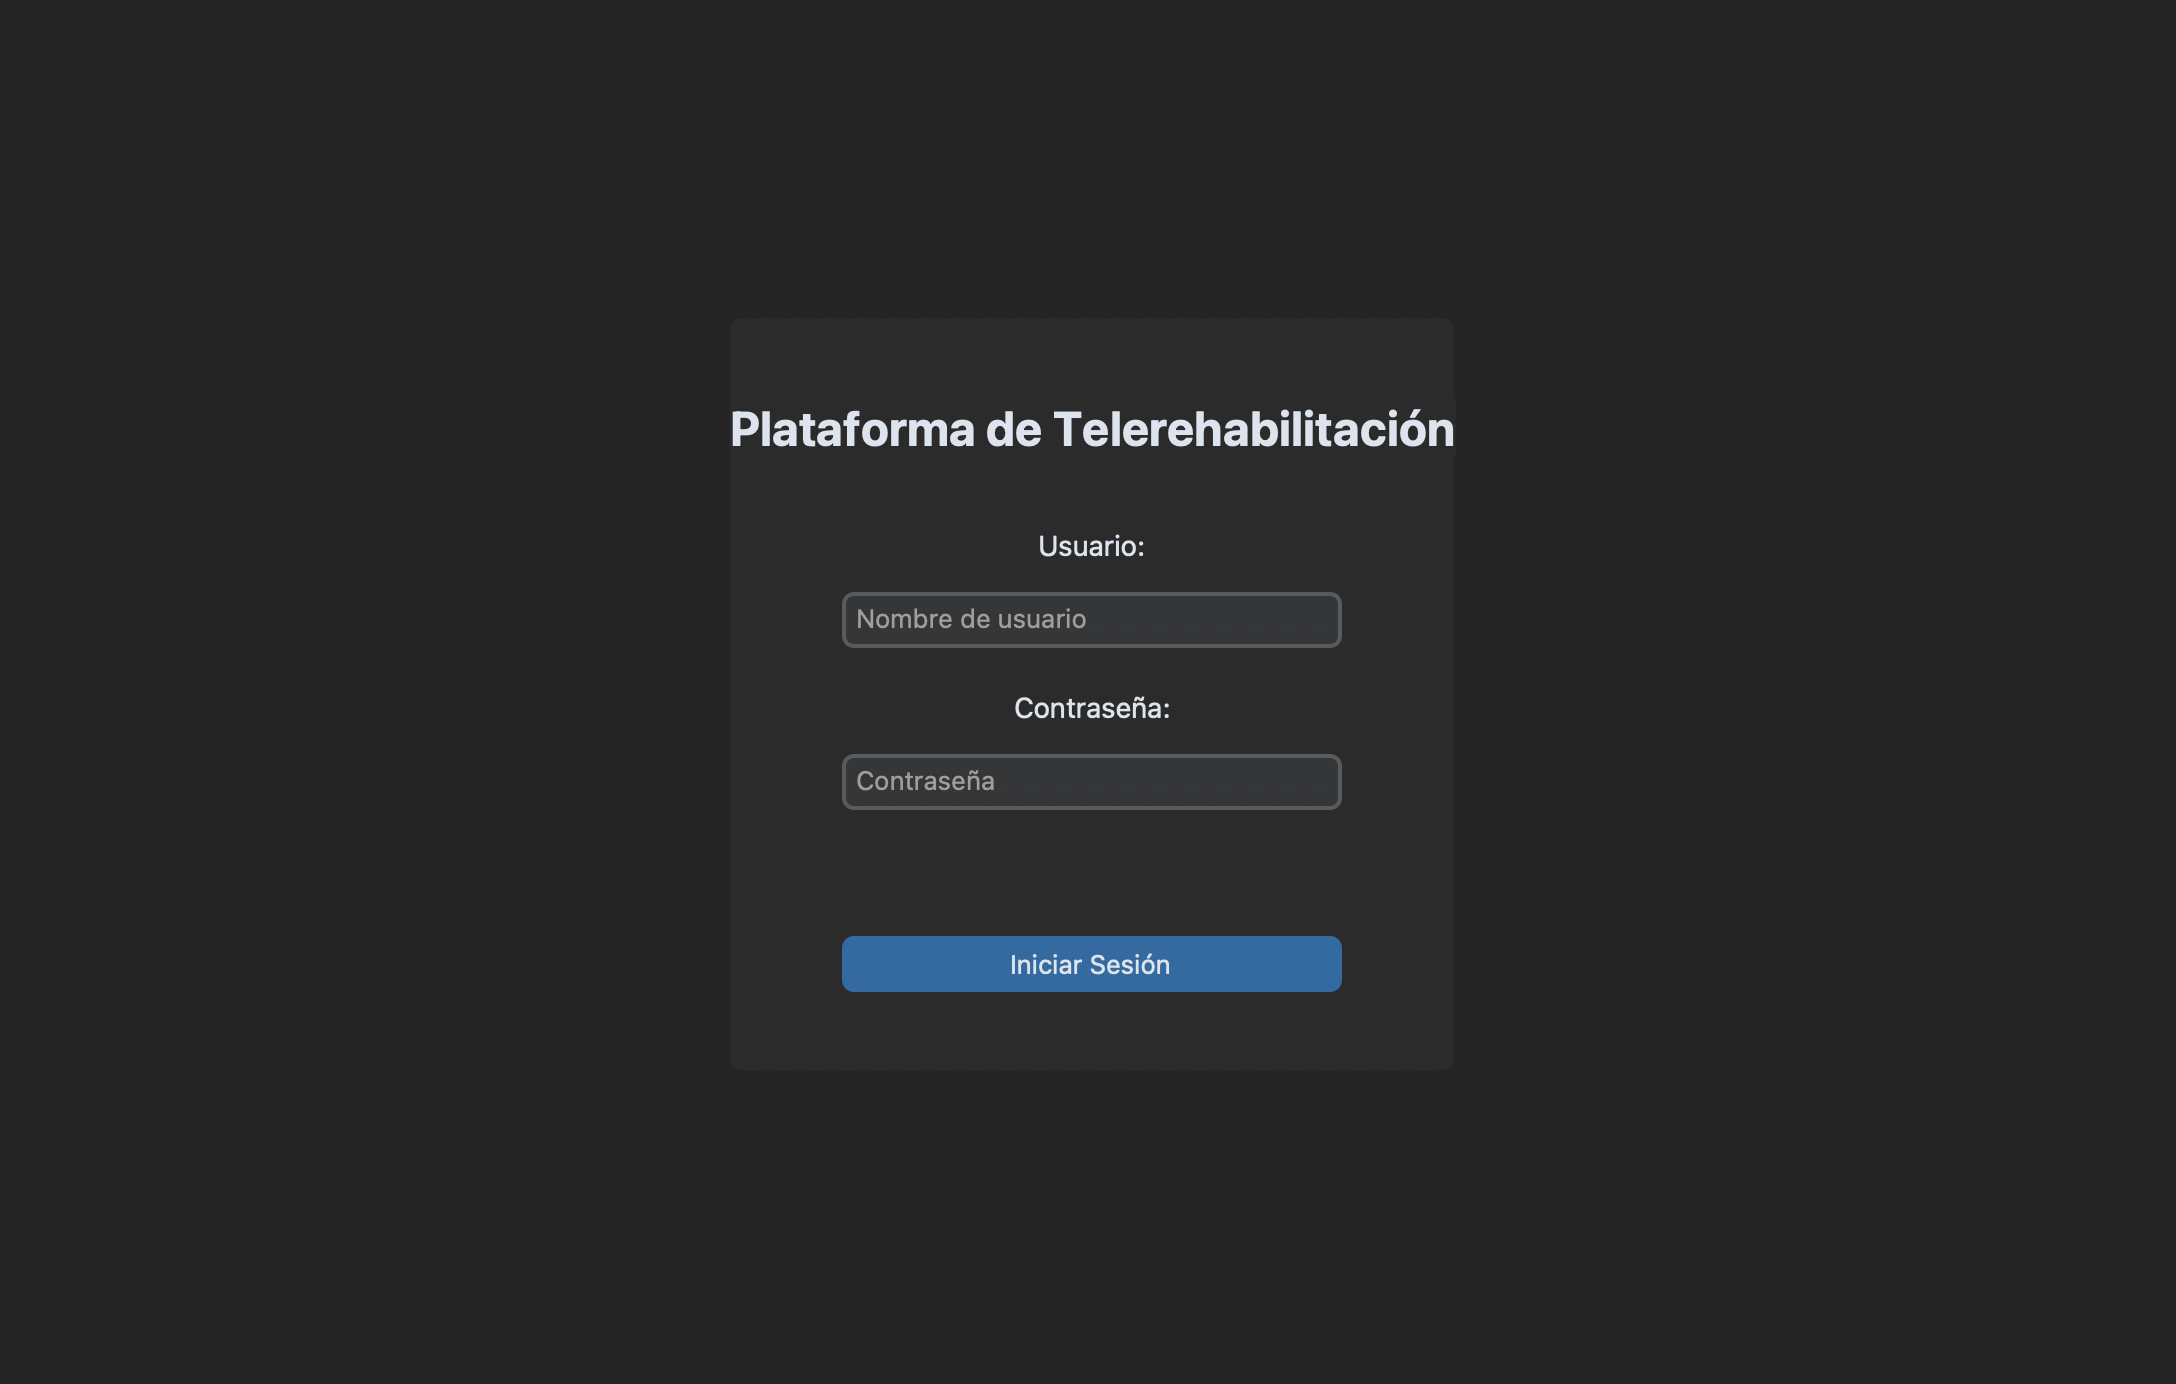 Plataforma de Telerehabilitación
Usuario:
Nombre de usuario
Contraseña:
Contraseña
Iniciar Sesión